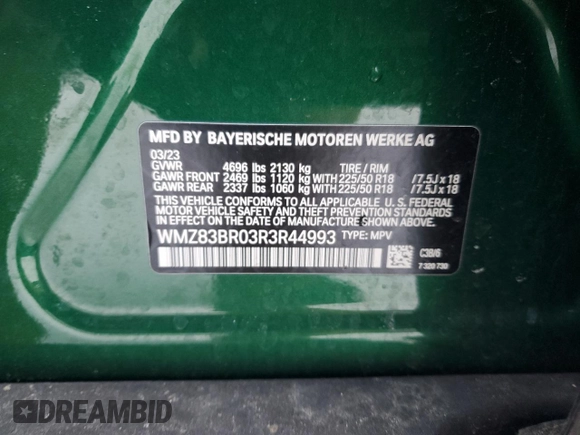 MFD BY BAYERISCHE MOTOREN WERKE AG
03/23
GVWR 4696 lbs 2130 kg TIRE / RIM
GAWR FRONT 2469 lbs 1120 kg WITH 225/50 R18 /7.5J x 18
GAWR REAR 2337 lbs 1060 kg WITH 225/50 R18 /7.5J x 18
THIS VEHICLE CONFORMS TO ALL APPLICABLE U. S. FEDERAL
MOTOR VEHICLE SAFETY, BUMPER, AND THEFT PREVENTION
STANDARDS IN EFFECT ON THE DATE OF MANUFACTURE SHOWN ABOVE.
WMZ83BR03R3R44993 TYPE: MPV
C3B/6
7 320 730
DREAMBID